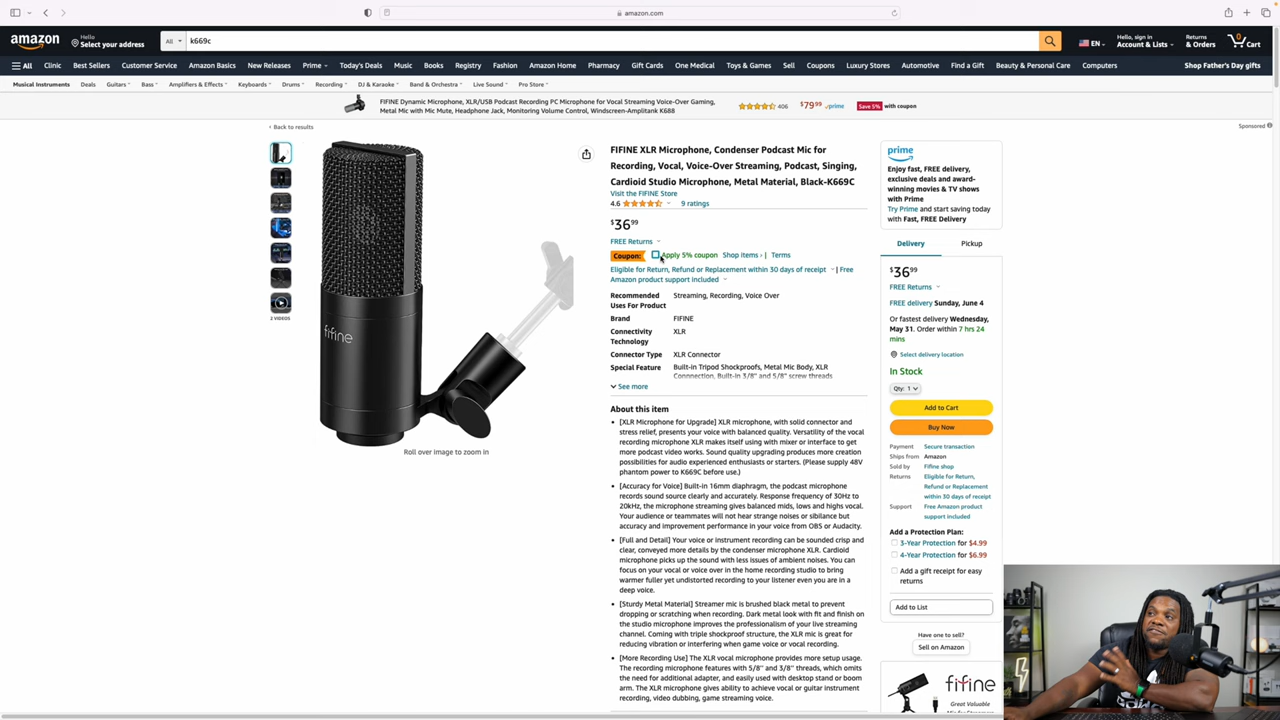 amazon.com
amazon
Hello
Select your address
All
k669c
EN
Hello, sign in
Account & Lists
Returns
& Orders
0
Cart
All
Clinic
Best Sellers
Customer Service
Amazon Basics
New Releases
Prime
Today's Deals
Music
Books
Registry
Fashion
Amazon Home
Pharmacy
Gift Cards
One Medical
Toys & Games
Sell
Coupons
Luxury Stores
Automotive
Find a Gift
Beauty & Personal Care
Computers
Shop Father's Day gifts
Musical Instruments
Deals
Guitars
Bass
Amplifiers & Effects
Keyboards
Drums
Recording
DJ & Karaoke
Band & Orchestra
Live Sound
Pro Store
FIFINE Dynamic Microphone, XLR/USB Podcast Recording PC Microphone for Vocal Streaming Voice-Over Gaming,
Metal Mic with Mic Mute, Headphone Jack, Monitoring Volume Control, Windscreen-Amplitank K688
406
$79.99
prime
Save 5%
with coupon
‹ Back to results
Sponsored
FIFINE XLR Microphone, Condenser Podcast Mic for
Recording, Vocal, Voice-Over Streaming, Podcast, Singing,
Cardioid Studio Microphone, Metal Material, Black-K669C
Visit the FIFINE Store
4.6
9 ratings
$36.99
FREE Returns
Coupon:
Apply 5% coupon
Shop items ›
|
Terms
Eligible for Return, Refund or Replacement within 30 days of receipt
| Free
Amazon product support included
Recommended
Uses For Product
Streaming, Recording, Voice Over
Brand
FIFINE
Connectivity
Technology
XLR
Connector Type
XLR Connector
Special Feature
Built-in Tripod Shockproofs, Metal Mic Body, XLR
Connnection, Built-in 3/8" and 5/8" screw threads
See more
About this item
• [XLR Microphone for Upgrade] XLR microphone, with solid connector and
stress relief, presents your voice with balanced quality. Versatility of the vocal
recording microphone XLR makes itself using with mixer or interface to get
more podcast video works. Sound quality upgrading produces more creation
possibilities for audio experienced enthusiasts or starters. (Please supply 48V
phantom power to K669C before use.)
• [Accuracy for Voice] Built-in 16mm diaphragm, the podcast microphone
records sound source clearly and accurately. Response frequency of 30Hz to
20kHz, the microphone streaming gives balanced mids, lows and highs vocal.
Your audience or teammates will not hear strange noises or sibilance but
accuracy and improvement performance in your voice from OBS or Audacity.
• [Full and Detail] Your voice or instrument recording can be sounded crisp and
clear, conveyed more details by the condenser microphone XLR. Cardioid
microphone picks up the sound with less issues of ambient noises. You can
focus on your vocal or voice over in the home recording studio to bring
warmer fuller yet undistorted recording to your listener even you are in a
deep voice.
• [Sturdy Metal Material] Streamer mic is brushed black metal to prevent
dropping or scratching when recording. Dark metal look with fit and finish on
the studio microphone improves the professionalism of your live streaming
channel. Coming with triple shockproof structure, the XLR mic is great for
reducing vibration or interfering when game voice or vocal recording.
• [More Recording Use] The XLR vocal microphone provides more setup usage.
The recording microphone features with 5/8" and 3/8" threads, which omits
the need for additional adapter, and easily used with desktop stand or boom
arm. The XLR microphone gives ability to achieve vocal or guitar instrument
recording, video dubbing, game streaming voice.
2 VIDEOS
fifine
Roll over image to zoom in
prime
Enjoy fast, FREE delivery,
exclusive deals and award-
winning movies & TV shows
with Prime
Try Prime and start saving today
with Fast, FREE Delivery
Delivery
Pickup
$36.99
FREE Returns
FREE delivery Sunday, June 4
Or fastest delivery Wednesday,
May 31. Order within 7 hrs 24
mins
Select delivery location
In Stock
Qty: 1
Add to Cart
Buy Now
Payment
Secure transaction
Ships from
Amazon
Sold by
Fifine shop
Returns
Eligible for Return,
Refund or Replacement
within 30 days of receipt
Support
Free Amazon product
support included
Add a Protection Plan:
3-Year Protection for $4.99
4-Year Protection for $6.99
Add a gift receipt for easy
returns
Add to List
Have one to sell?
Sell on Amazon
fifine
Great Valuable